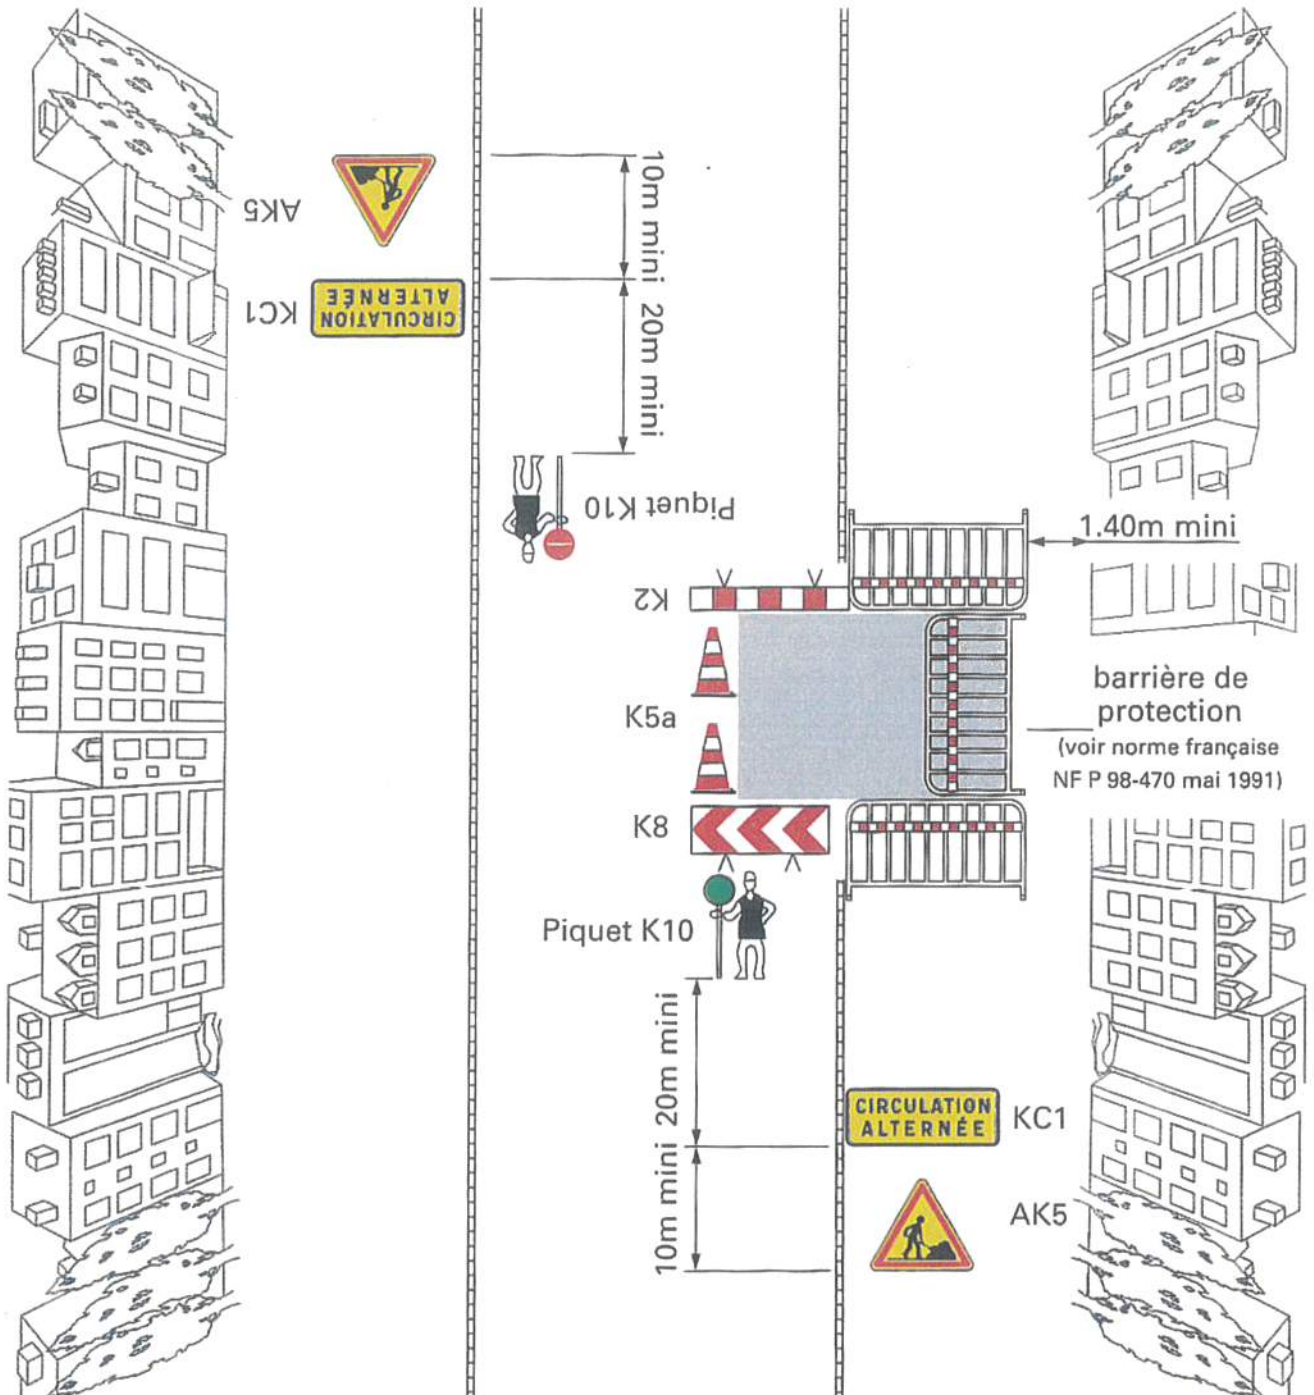 10m mini
AK5
CIRCULATION
ALTERNÉE
KC1
20m mini
Piquet K10
1.40m mini
K2
barrière de
protection
(voir norme française
NF P 98-470 mai 1991)
K5a
K8
Piquet K10
20m mini
CIRCULATION
ALTERNÉE
KC1
10m mini
AK5